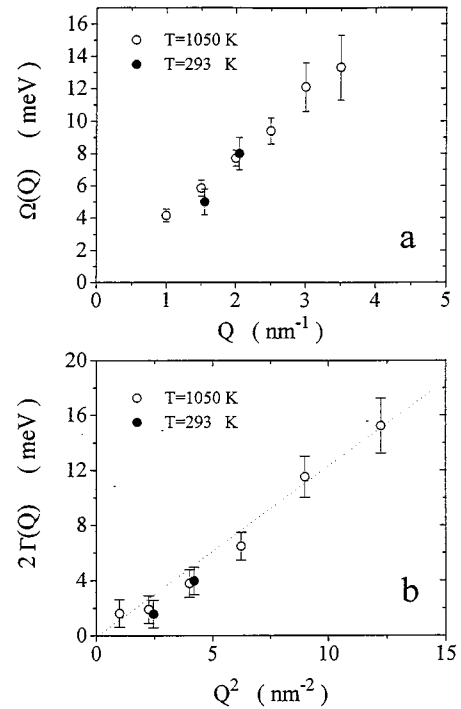 16
14
12
10
8
6
4
2
0
Ω(Q) ( meV )
T=1050 K
T=293 K
a
0 1 2 3 4 5
Q ( nm⁻¹ )
20
16
12
8
4
0
2Γ(Q) ( meV )
T=1050 K
T=293 K
b
0 5 10 15
Q² ( nm⁻² )